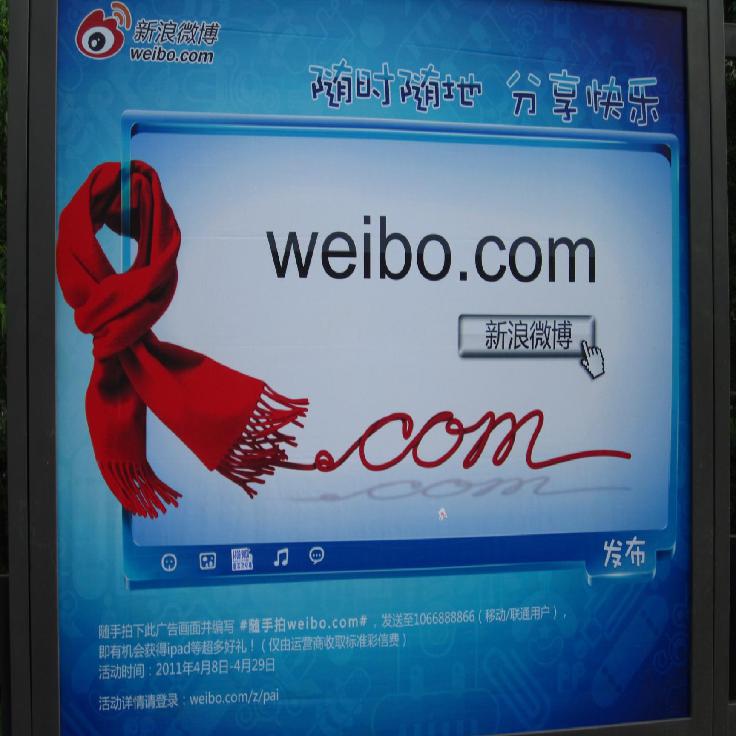 新浪微博
weibo.com
随时随地 分享快乐
weibo.com
新浪微博
.com
发布
随手拍下此广告画面并编写 #随手拍weibo.com#，发送至1066888866（移动/联通用户），
即有机会获得ipad等超多好礼！（仅由运营商收取标准彩信费）
活动时间：2011年4月8日-4月29日
活动详情请登录：weibo.com/z/pai